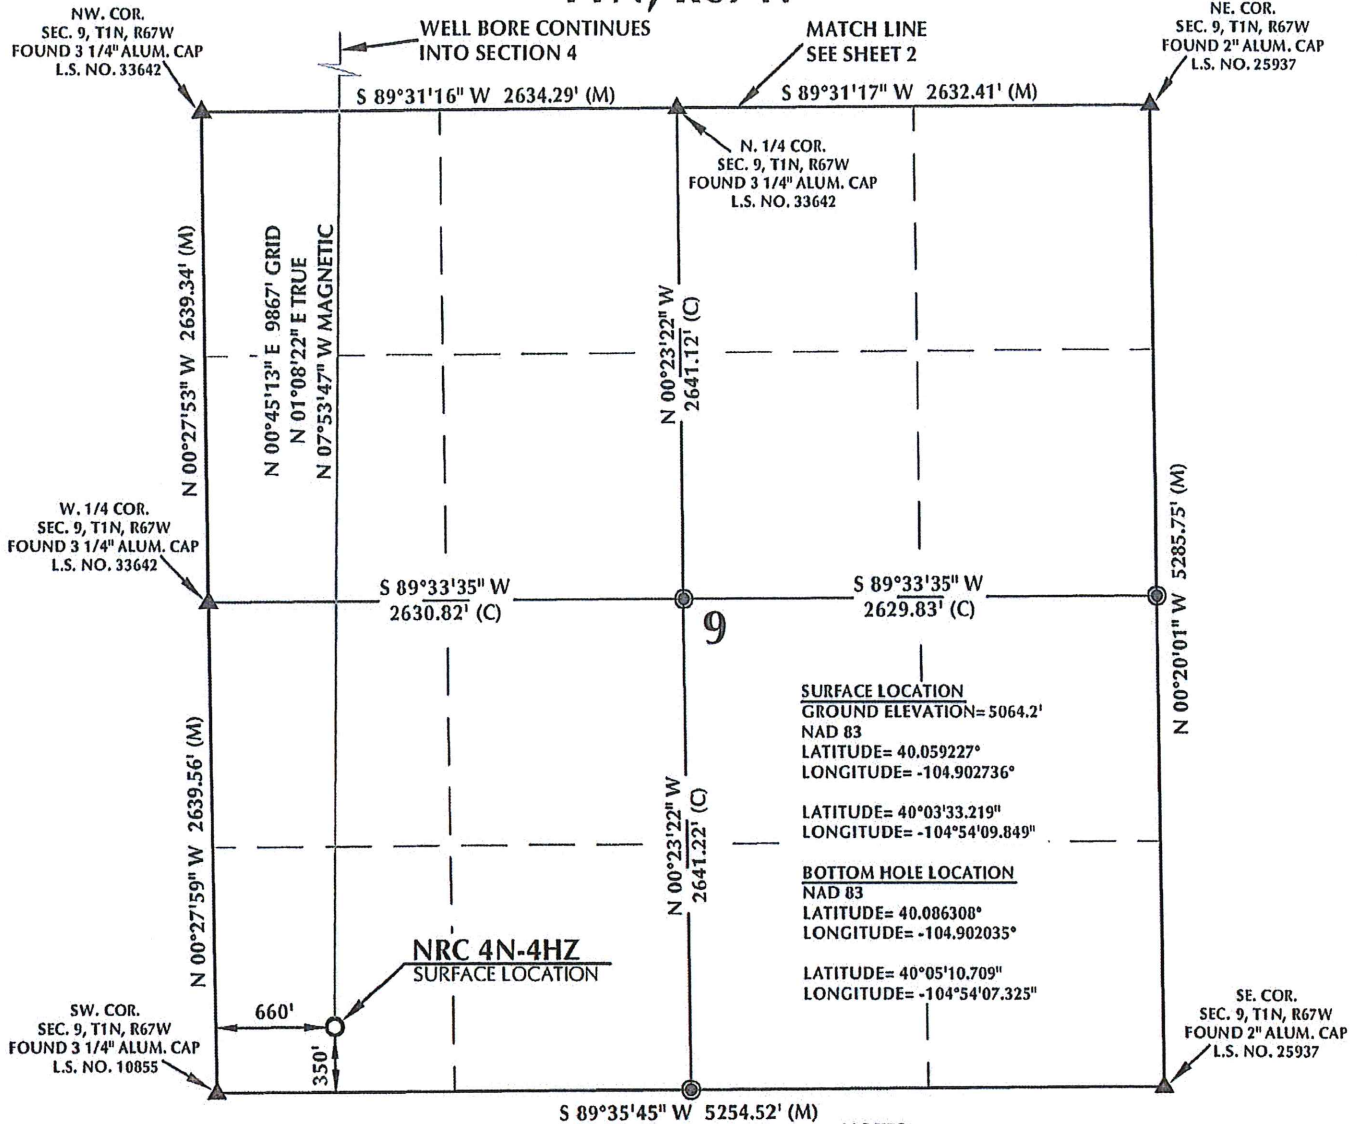 NW. COR.
SEC. 9, T1N, R67W
FOUND 3 1/4" ALUM. CAP
L.S. NO. 33642
WELL BORE CONTINUES
INTO SECTION 4
MATCH LINE
SEE SHEET 2
NE. COR.
SEC. 9, T1N, R67W
FOUND 2" ALUM. CAP
L.S. NO. 25937
S 89°31'16" W 2634.29' (M)
S 89°31'17" W 2632.41' (M)
N. 1/4 COR.
SEC. 9, T1N, R67W
FOUND 3 1/4" ALUM. CAP
L.S. NO. 33642
N 00°27'53" W 2639.34' (M)
N 00°45'13" E 9867' GRID
N 01°08'22" E TRUE
N 07°53'47" W MAGNETIC
N 00°23'22" W
2641.12' (C)
W. 1/4 COR.
SEC. 9, T1N, R67W
FOUND 3 1/4" ALUM. CAP
L.S. NO. 33642
S 89°33'35" W
2630.82' (C)
S 89°33'35" W
2629.83' (C)
N 00°20'01" W 5285.75' (M)
9
SURFACE LOCATION
GROUND ELEVATION= 5064.2'
NAD 83
LATITUDE= 40.059227°
LONGITUDE= -104.902736°
LATITUDE= 40°03'33.219"
LONGITUDE= -104°54'09.849"
BOTTOM HOLE LOCATION
NAD 83
LATITUDE= 40.086308°
LONGITUDE= -104.902035°
LATITUDE= 40°05'10.709"
LONGITUDE= -104°54'07.325"
N 00°27'59" W 2639.56' (M)
N 00°23'22" W
2641.22' (C)
NRC 4N-4HZ
SURFACE LOCATION
660'
350'
SW. COR.
SEC. 9, T1N, R67W
FOUND 3 1/4" ALUM. CAP
L.S. NO. 10855
SE. COR.
SEC. 9, T1N, R67W
FOUND 2" ALUM. CAP
L.S. NO. 25937
S 89°35'45" W 5254.52' (M)